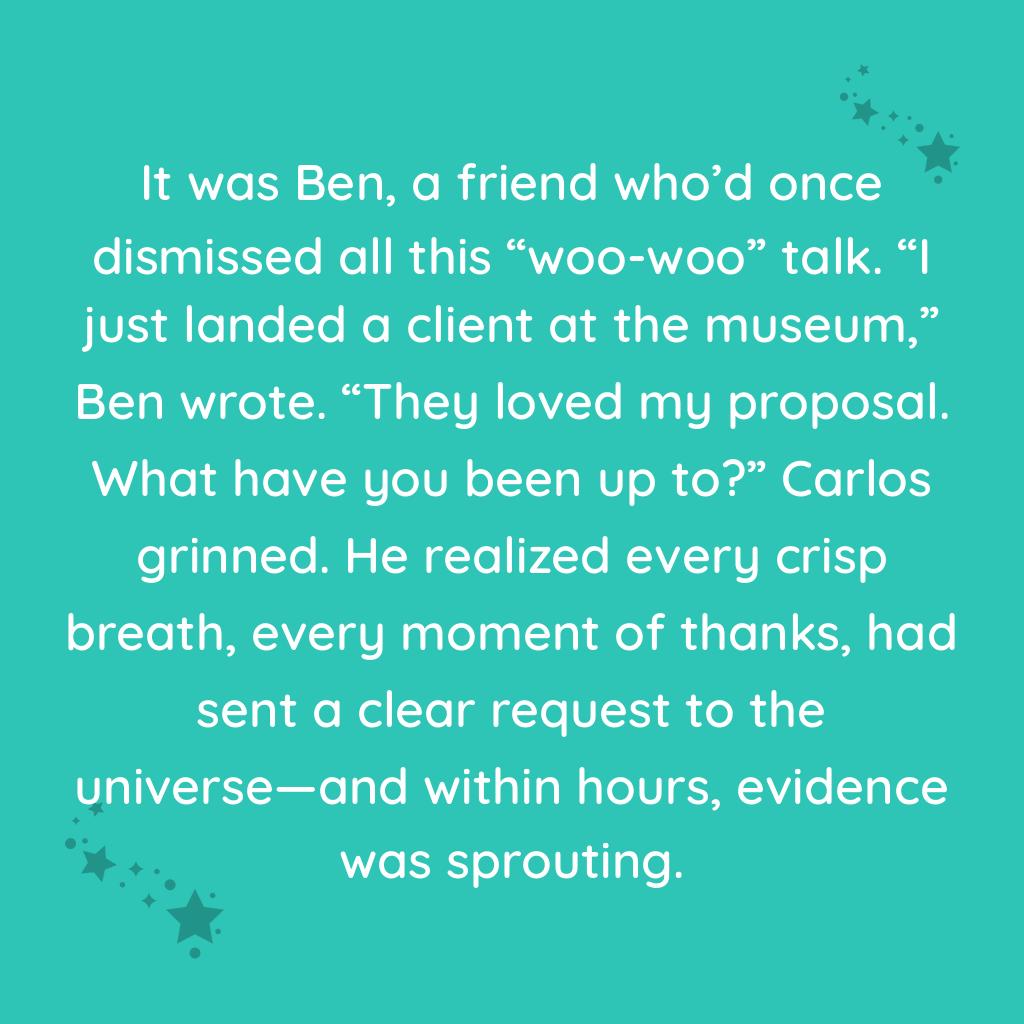 It was Ben, a friend who’d once
dismissed all this “woo-woo” talk. “I
just landed a client at the museum,”
Ben wrote. “They loved my proposal.
What have you been up to?” Carlos
grinned. He realized every crisp
breath, every moment of thanks, had
sent a clear request to the
universe—and within hours, evidence
was sprouting.